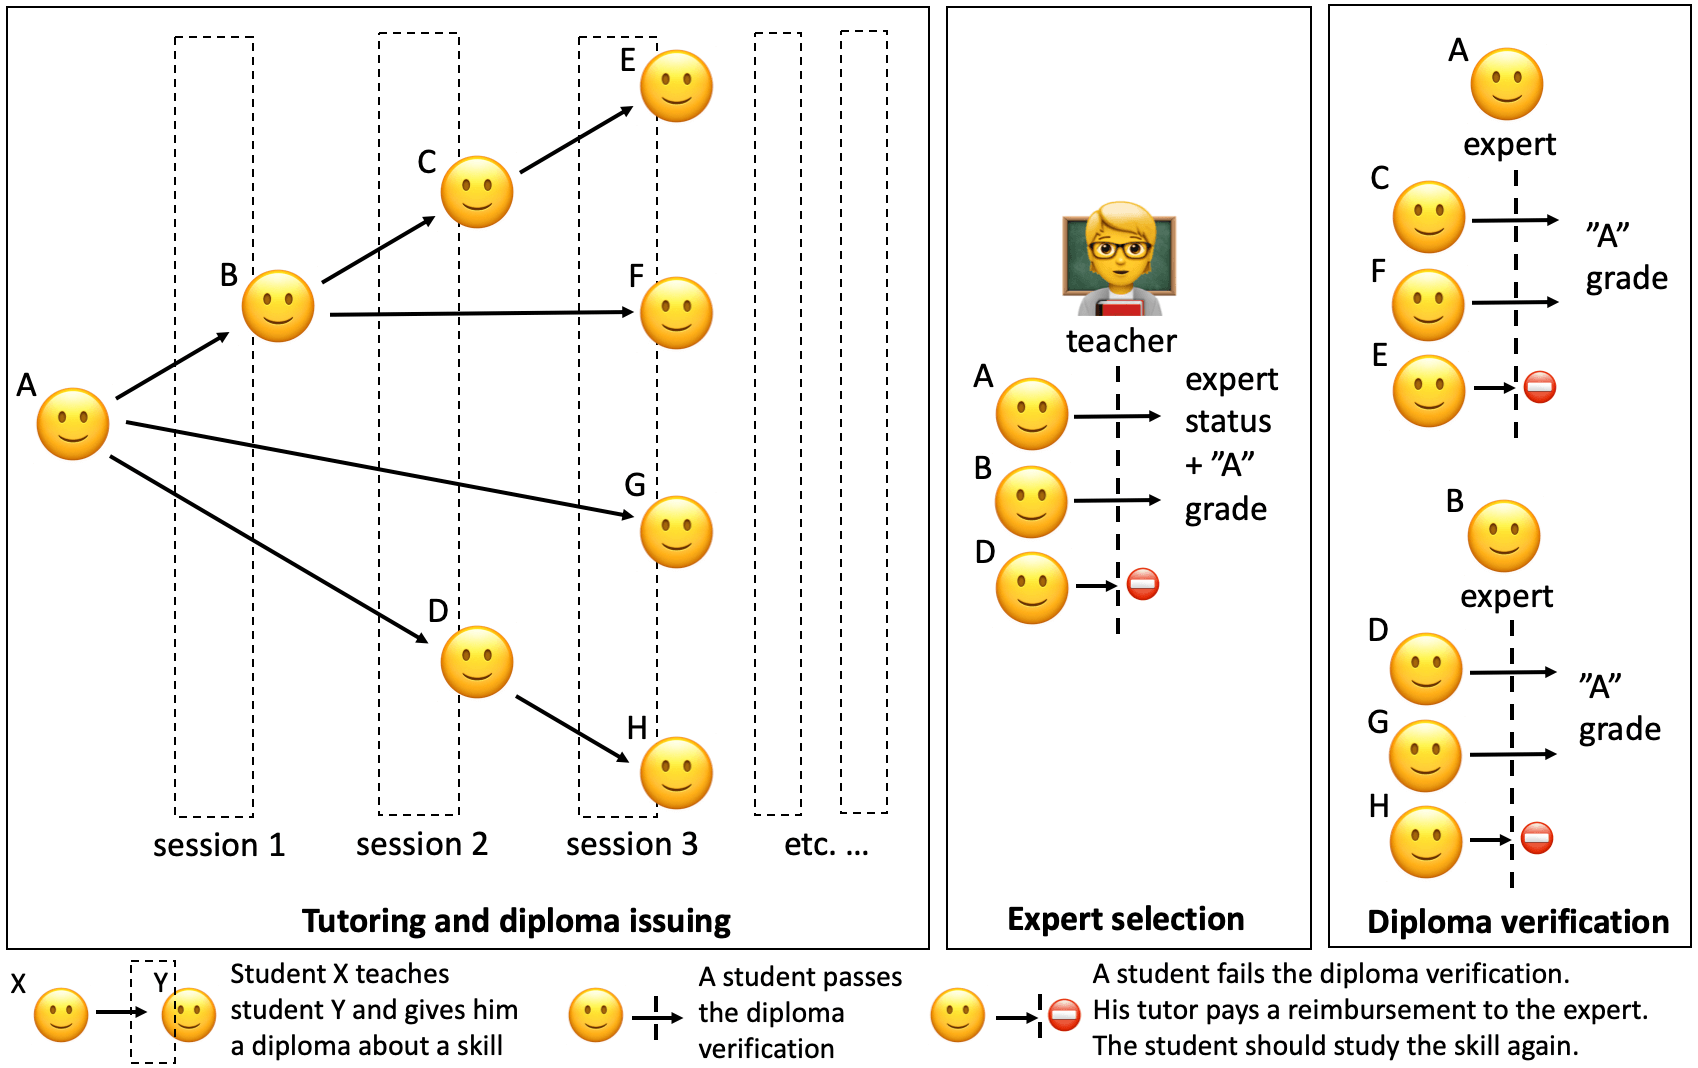 E
C
F
B
A
G
D
H
session 1
session 2
session 3
etc. ...
Tutoring and diploma issuing
teacher
A
B
D
expert
status
+ ”A”
grade
Expert selection
A
expert
C
F
E
”A”
grade
B
expert
D
G
H
”A”
grade
Diploma verification
X
Y
Student X teaches
student Y and gives him
a diploma about a skill
A student passes
the diploma
verification
A student fails the diploma verification.
His tutor pays a reimbursement to the expert.
The student should study the skill again.